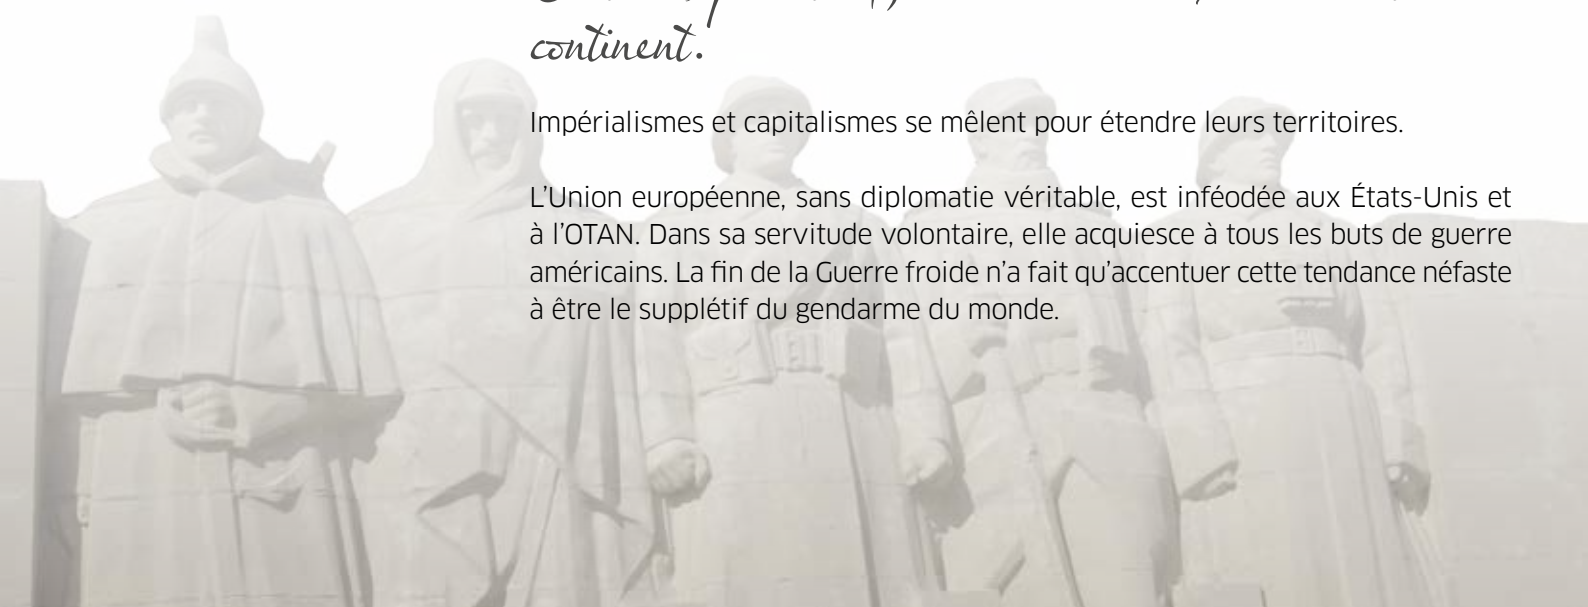 continent.
Impérialismes et capitalismes se mêlent pour étendre leurs territoires.
L'Union européenne, sans diplomatie véritable, est inféodée aux États-Unis et
à l'OTAN. Dans sa servitude volontaire, elle acquiesce à tous les buts de guerre
américains. La fin de la Guerre froide n'a fait qu'accentuer cette tendance néfaste
à être le supplétif du gendarme du monde.